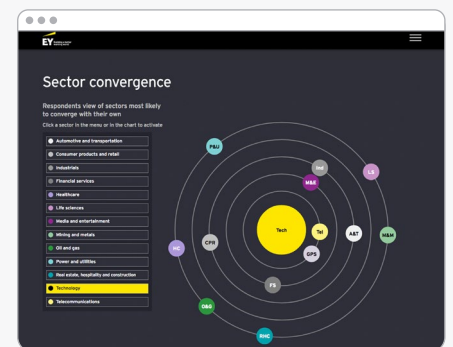 EY
Sector convergence
Respondents view of sectors most likely
to converge with their own
Click a sector in the menu or in the chart to activate
Automotive and transportation
Consumer products and retail
Industrials
Financial services
Healthcare
Life sciences
Media and entertainment
Mining and metals
Oil and gas
Power and utilities
Real estate, hospitality and construction
Technology
Telecommunications
P&U
Ind
LS
M&E
Tech
Tel
A&T
M&M
CPR
HC
GPS
FS
O&G
RHC